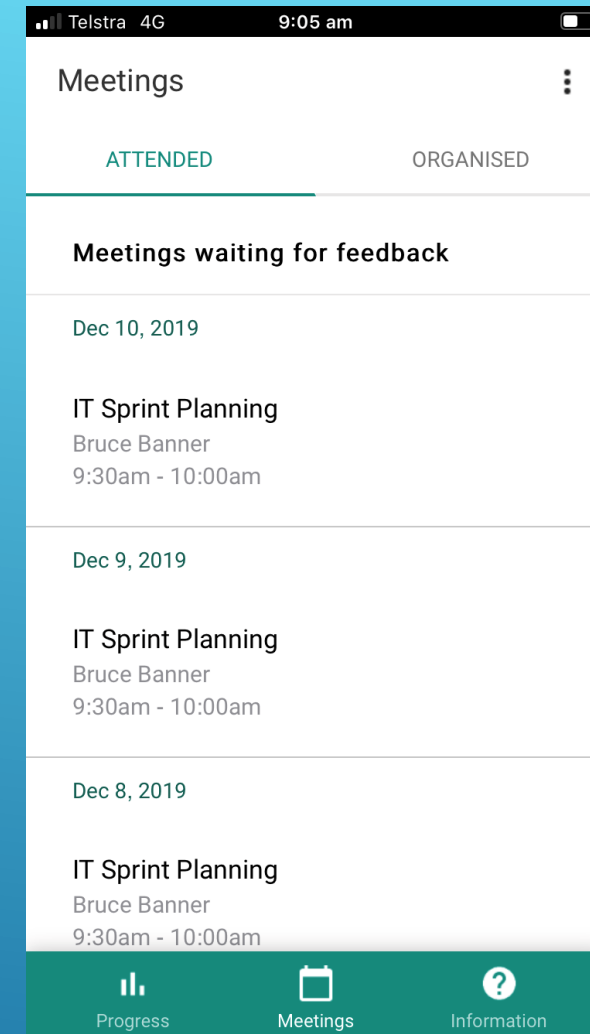 Telstra 4G 9:05 am
Meetings
ATTENDED ORGANISED
Meetings waiting for feedback
Dec 10, 2019
IT Sprint Planning
Bruce Banner
9:30am - 10:00am
Dec 9, 2019
IT Sprint Planning
Bruce Banner
9:30am - 10:00am
Dec 8, 2019
IT Sprint Planning
Bruce Banner
9:30am - 10:00am
Progress Meetings Information